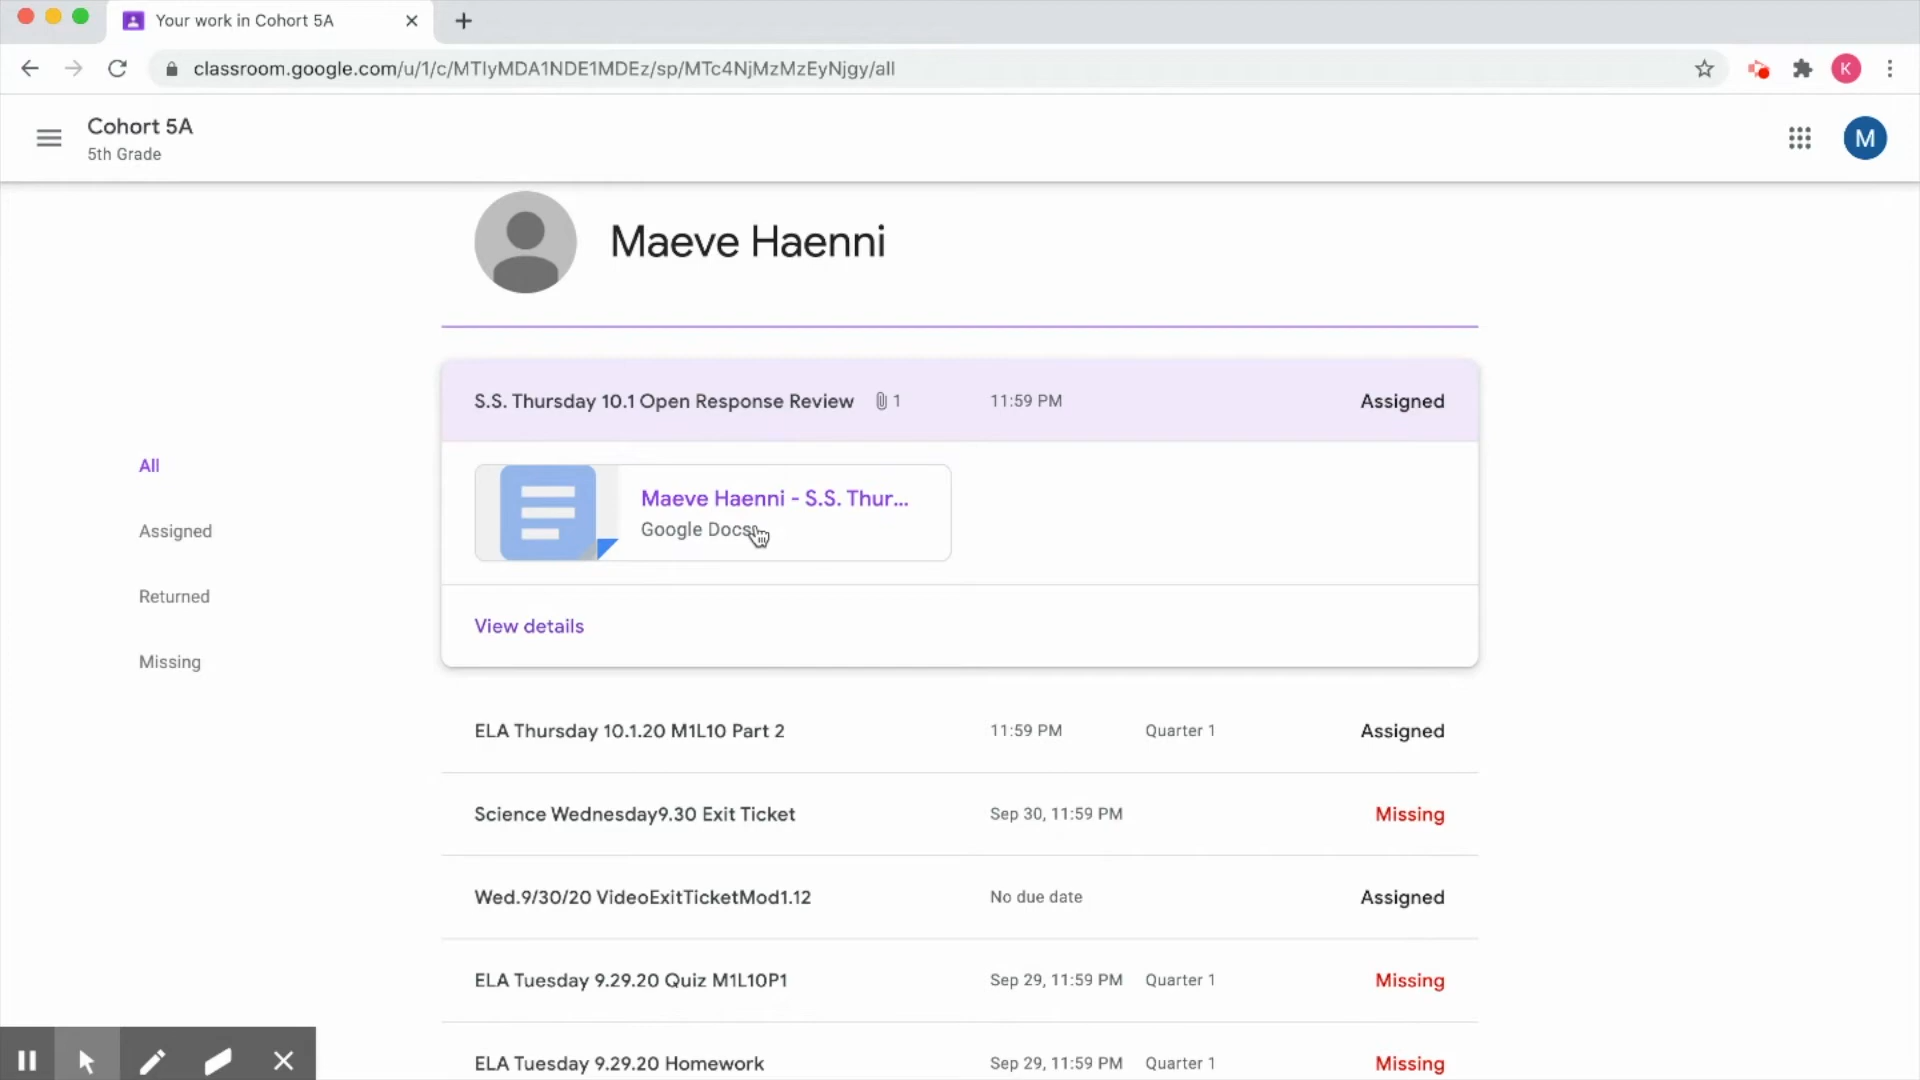 Your work in Cohort 5A
classroom.google.com/u/1/c/MTIyMDA1NDE1MDEz/sp/MTc4NjMzMzEyNjgy/all
K
Cohort 5A
5th Grade
M
Maeve Haenni
S.S. Thursday 10.1 Open Response Review 1 11:59 PM Assigned
All
Maeve Haenni - S.S. Thur...
Google Docs
Assigned
Returned
View details
Missing
ELA Thursday 10.1.20 M1L10 Part 2 11:59 PM Quarter 1 Assigned
Science Wednesday9.30 Exit Ticket Sep 30, 11:59 PM Missing
Wed.9/30/20 VideoExitTicketMod1.12 No due date Assigned
ELA Tuesday 9.29.20 Quiz M1L10P1 Sep 29, 11:59 PM Quarter 1 Missing
ELA Tuesday 9.29.20 Homework Sep 29, 11:59 PM Quarter 1 Missing